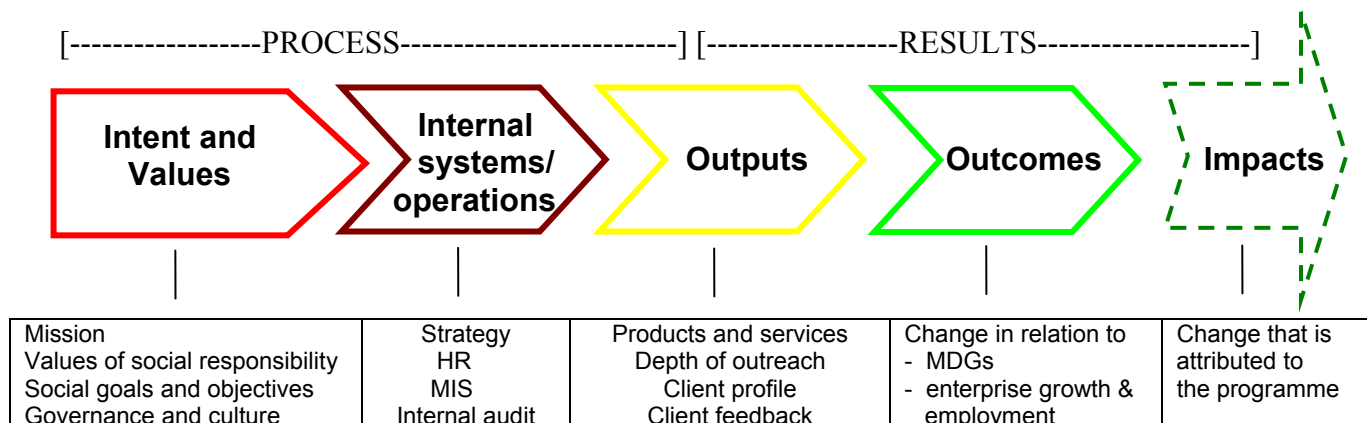 [------------------PROCESS--------------------------] [------------------RESULTS--------------------]
Intent and
Values
Internal
systems/
operations
Outputs
Outcomes
Impacts
Mission
Values of social responsibility
Social goals and objectives
Governance and culture
Strategy
HR
MIS
Internal audit
Products and services
Depth of outreach
Client profile
Client feedback
Change in relation to
- MDGs
- enterprise growth &
employment
Change that is
attributed to
the programme